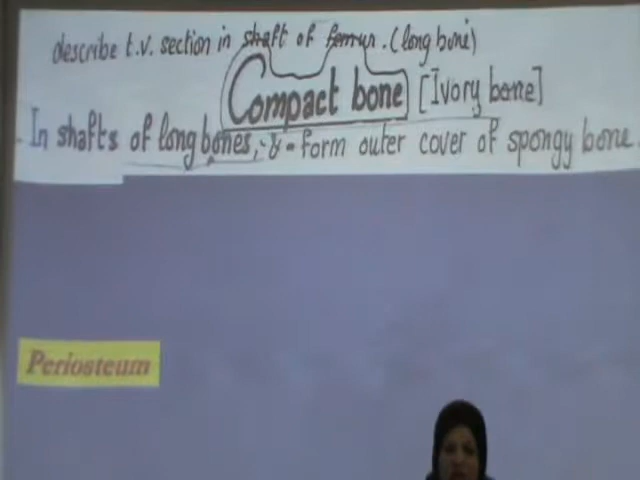 describe t.v. section in shaft of femur. (long bone)
Compact bone [Ivory bone]
In shafts of long bones, & form outer cover of spongy bone.
Periosteum